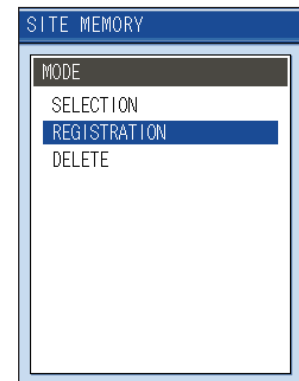 SITE MEMORY
MODE
SELECTION
REGISTRATION
DELETE